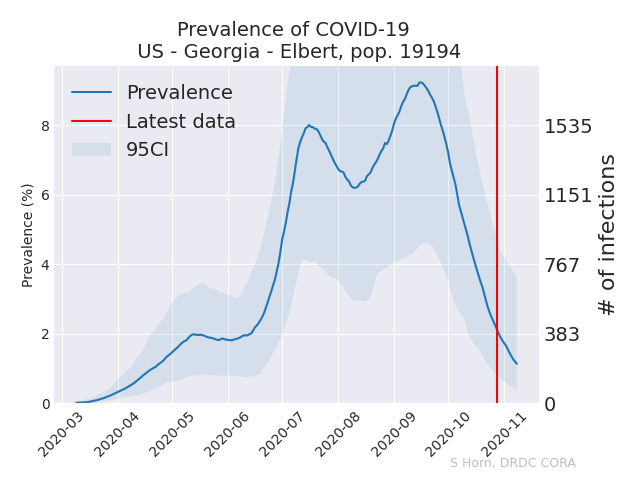 Prevalence of COVID-19
US - Georgia - Elbert, pop. 19194
Prevalence
Latest data
95CI
Prevalence (%)
8
6
4
2
0
1535
1151
767
383
0
# of infections
2020-03
2020-04
2020-05
2020-06
2020-07
2020-08
2020-09
2020-10
2020-11
S Horn, DRDC CORA